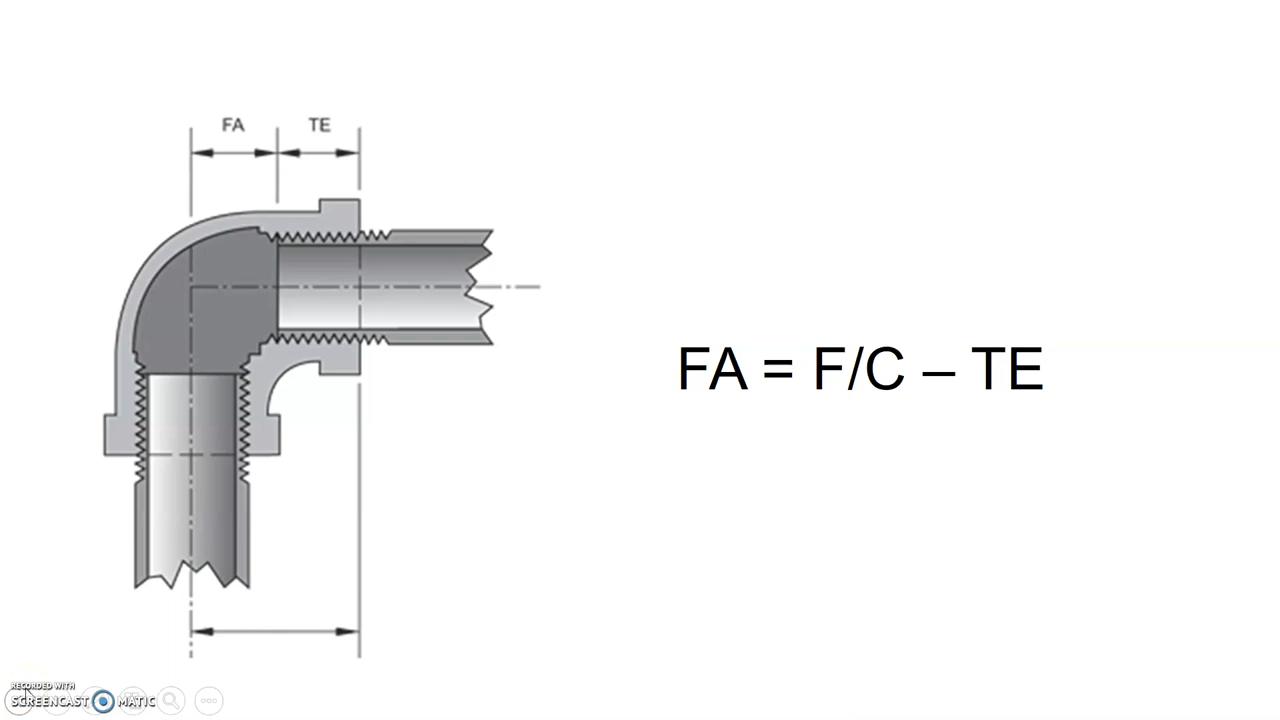 FA
TE
FA = F/C – TE
RECORDED WITH
SCREENCAST MATIC